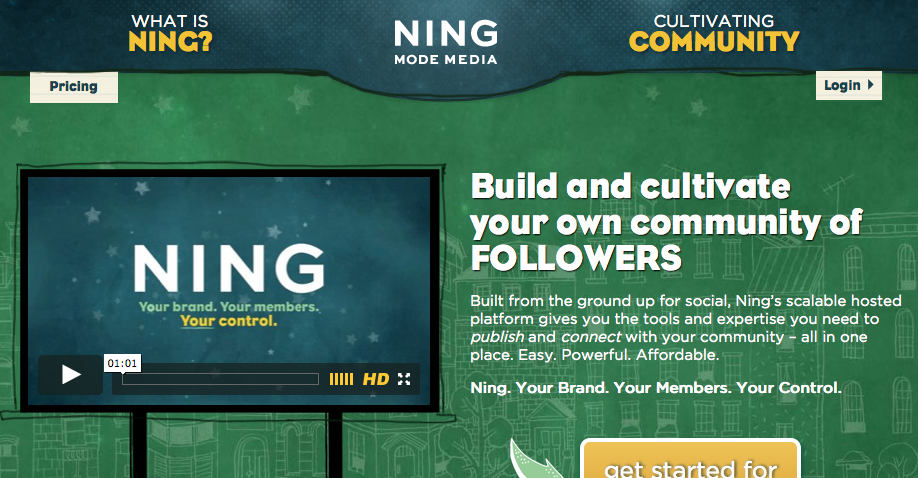 WHAT IS
NING?
NING
MODE MEDIA
CULTIVATING
COMMUNITY
Pricing
Login
NING
Your brand. Your members.
Your control.
01:01
HD
Build and cultivate
your own community of
FOLLOWERS
Built from the ground up for social, Ning's scalable hosted
platform gives you the tools and expertise you need to
publish and connect with your community – all in one
place. Easy. Powerful. Affordable.
Ning. Your Brand. Your Members. Your Control.
get started for